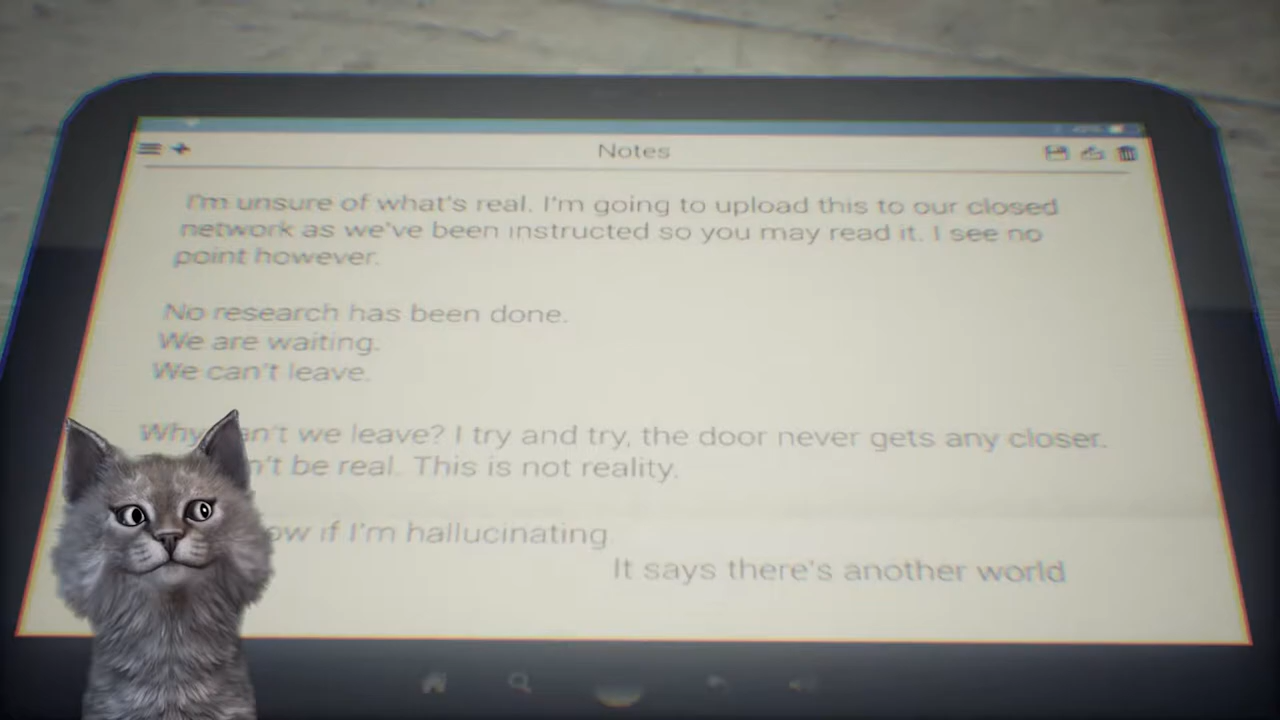 Notes
I'm unsure of what's real. I'm going to upload this to our closed
network as we've been instructed so you may read it. I see no
point however.
No research has been done.
We are waiting.
We can't leave.
Why can't we leave? I try and try, the door never gets any closer.
be real. This is not reality.
if I'm hallucinating
It says there's another world